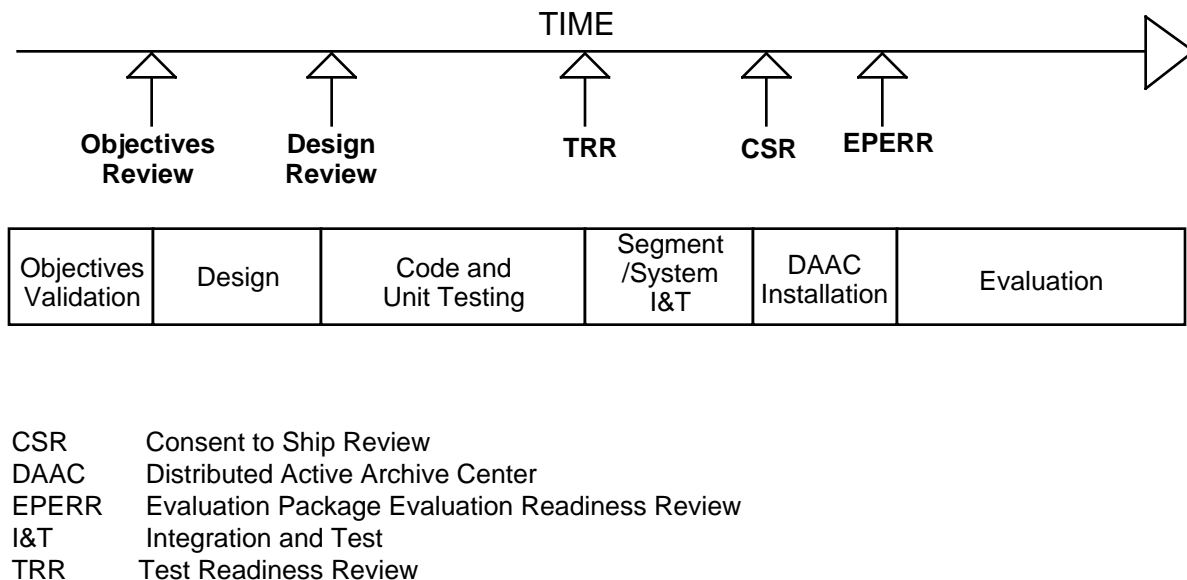 TIME
Objectives
Review
Design
Review
TRR
CSR
EPERR
Objectives
Validation
Design
Code and
Unit Testing
Segment
/System
I&T
DAAC
Installation
Evaluation
CSR Consent to Ship Review
DAAC Distributed Active Archive Center
EPERR Evaluation Package Evaluation Readiness Review
I&T Integration and Test
TRR Test Readiness Review